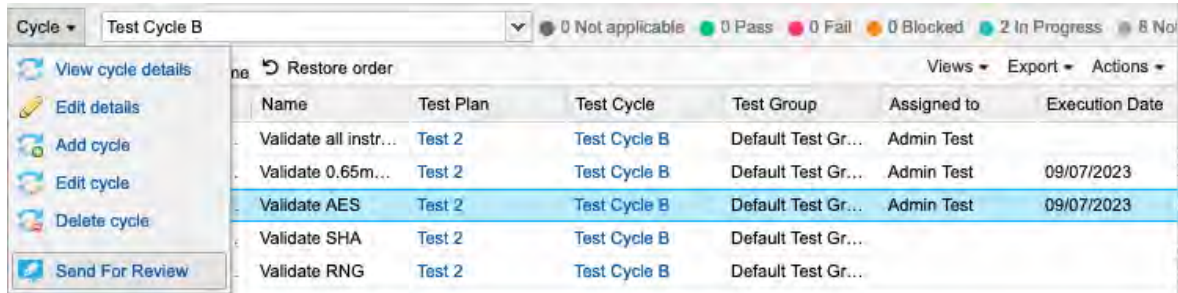 Cycle Test Cycle B 0 Not applicable 0 Pass 0 Fail 0 Blocked 2 In Progress 8 No
View cycle details
Edit details
Add cycle
Edit cycle
Delete cycle
Send For Review
me Restore order Views Export Actions
Name Test Plan Test Cycle Test Group Assigned to Execution Date
Validate all instr... Test 2 Test Cycle B Default Test Gr... Admin Test
Validate 0.65m... Test 2 Test Cycle B Default Test Gr... Admin Test 09/07/2023
Validate AES Test 2 Test Cycle B Default Test Gr... Admin Test 09/07/2023
Validate SHA Test 2 Test Cycle B Default Test Gr...
Validate RNG Test 2 Test Cycle B Default Test Gr...